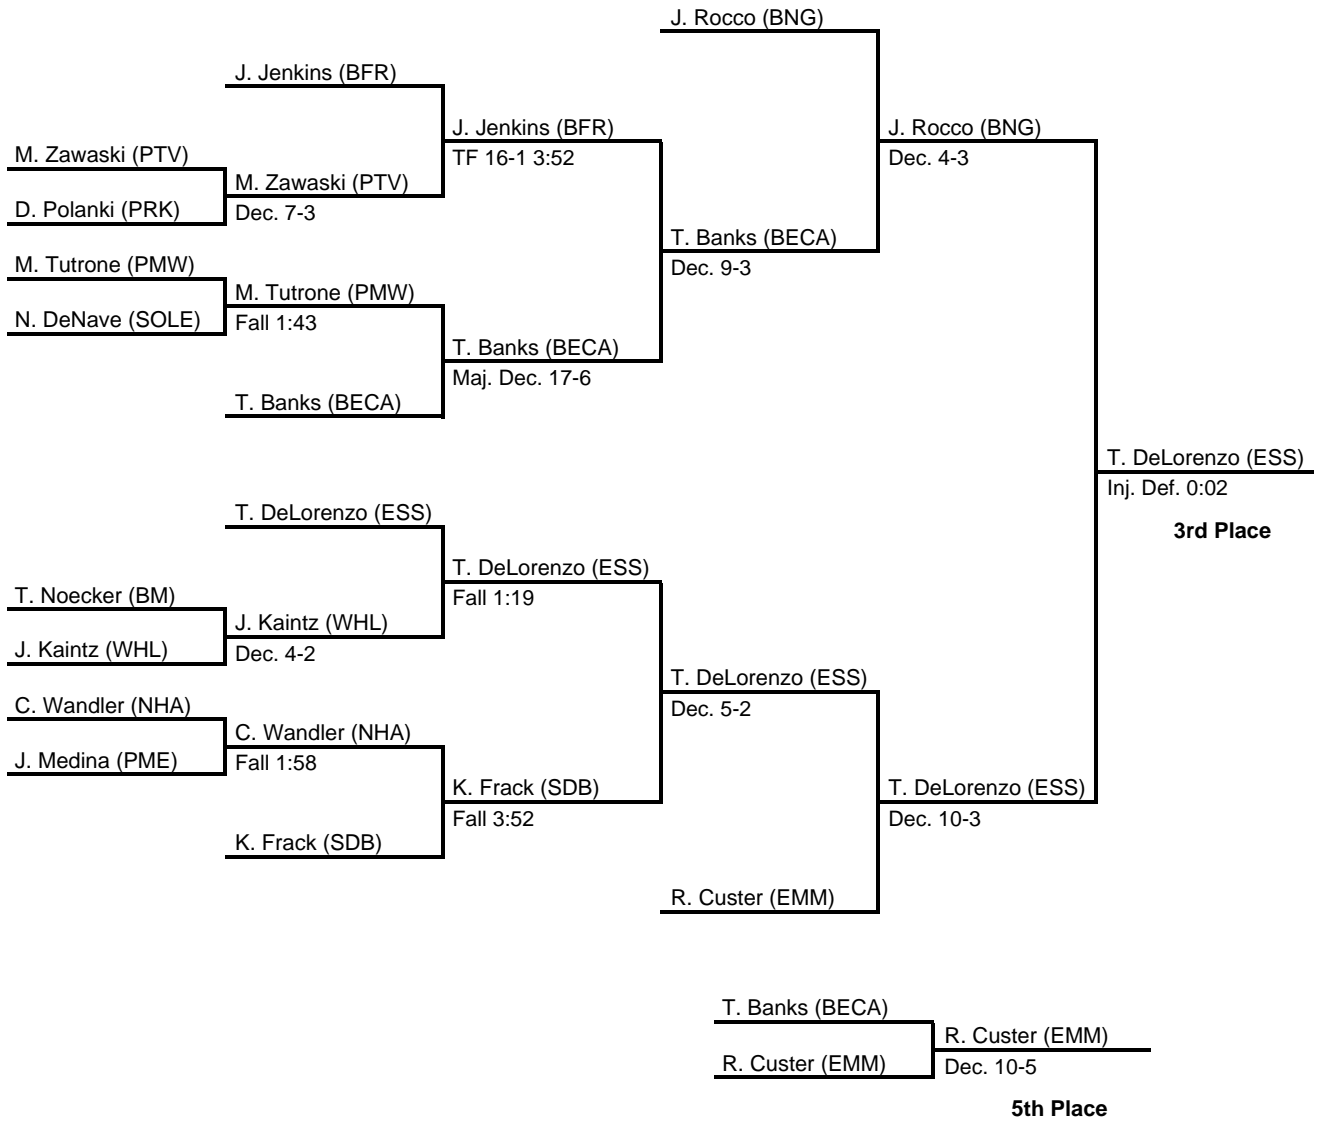 J. Rocco (BNG)
J. Jenkins (BFR)
J. Jenkins (BFR)
TF 16-1 3:52
J. Rocco (BNG)
Dec. 4-3
M. Zawaski (PTV)
M. Zawaski (PTV)
Dec. 7-3
D. Polanki (PRK)
T. Banks (BECA)
Dec. 9-3
M. Tutrone (PMW)
M. Tutrone (PMW)
Fall 1:43
N. DeNave (SOLE)
T. Banks (BECA)
Maj. Dec. 17-6
T. Banks (BECA)
T. DeLorenzo (ESS)
Inj. Def. 0:02
3rd Place
T. DeLorenzo (ESS)
T. DeLorenzo (ESS)
Fall 1:19
T. Noecker (BM)
J. Kaintz (WHL)
Dec. 4-2
J. Kaintz (WHL)
T. DeLorenzo (ESS)
Dec. 5-2
C. Wandler (NHA)
C. Wandler (NHA)
Fall 1:58
J. Medina (PME)
K. Frack (SDB)
Fall 3:52
T. DeLorenzo (ESS)
Dec. 10-3
K. Frack (SDB)
R. Custer (EMM)
T. Banks (BECA)
R. Custer (EMM)
Dec. 10-5
R. Custer (EMM)
5th Place